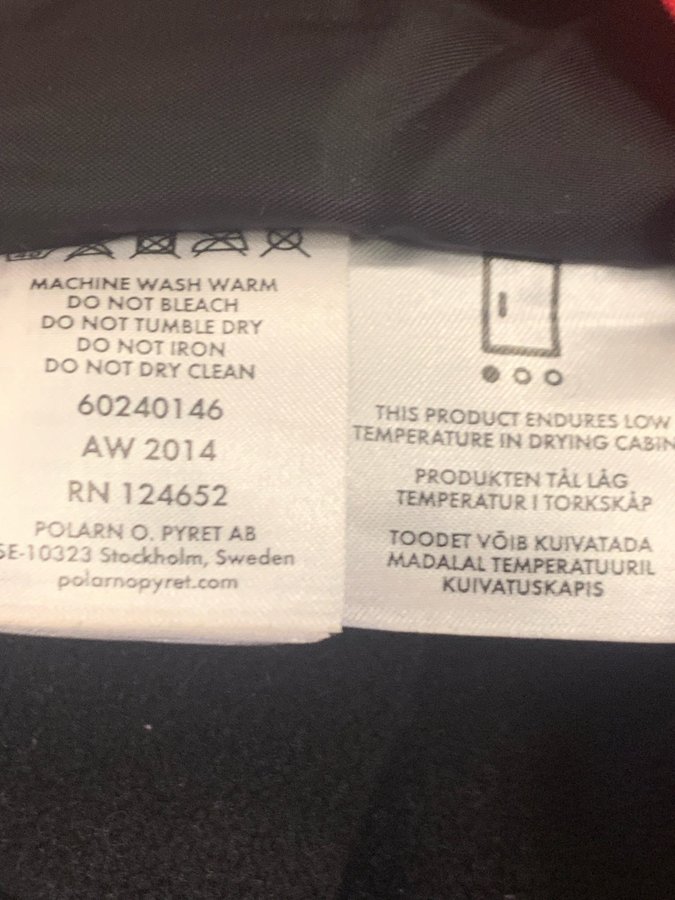 40
MACHINE WASH WARM
DO NOT BLEACH
DO NOT TUMBLE DRY
DO NOT IRON
DO NOT DRY CLEAN
60240146
AW 2014
RN 124652
POLARN O. PYRET AB
SE-10323 Stockholm, Sweden
polarnopyret.com
THIS PRODUCT ENDURES LOW
TEMPERATURE IN DRYING CABIN
PRODUKTEN TÅL LÅG
TEMPERATUR I TORKSKÅP
TOODET VÕIB KUIVATADA
MADALAL TEMPERATUURIL
KUIVATUSKAPIS